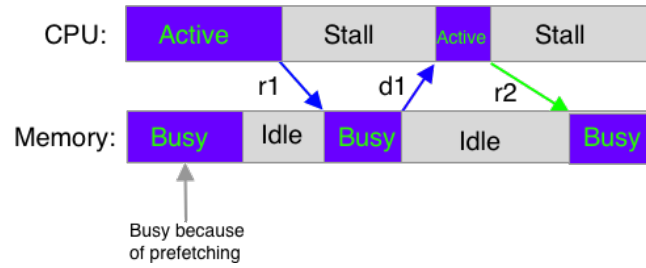 CPU: Active Stall Active Stall
r1 d1 r2
Memory: Busy Idle Busy Idle Busy
Busy because
of prefetching